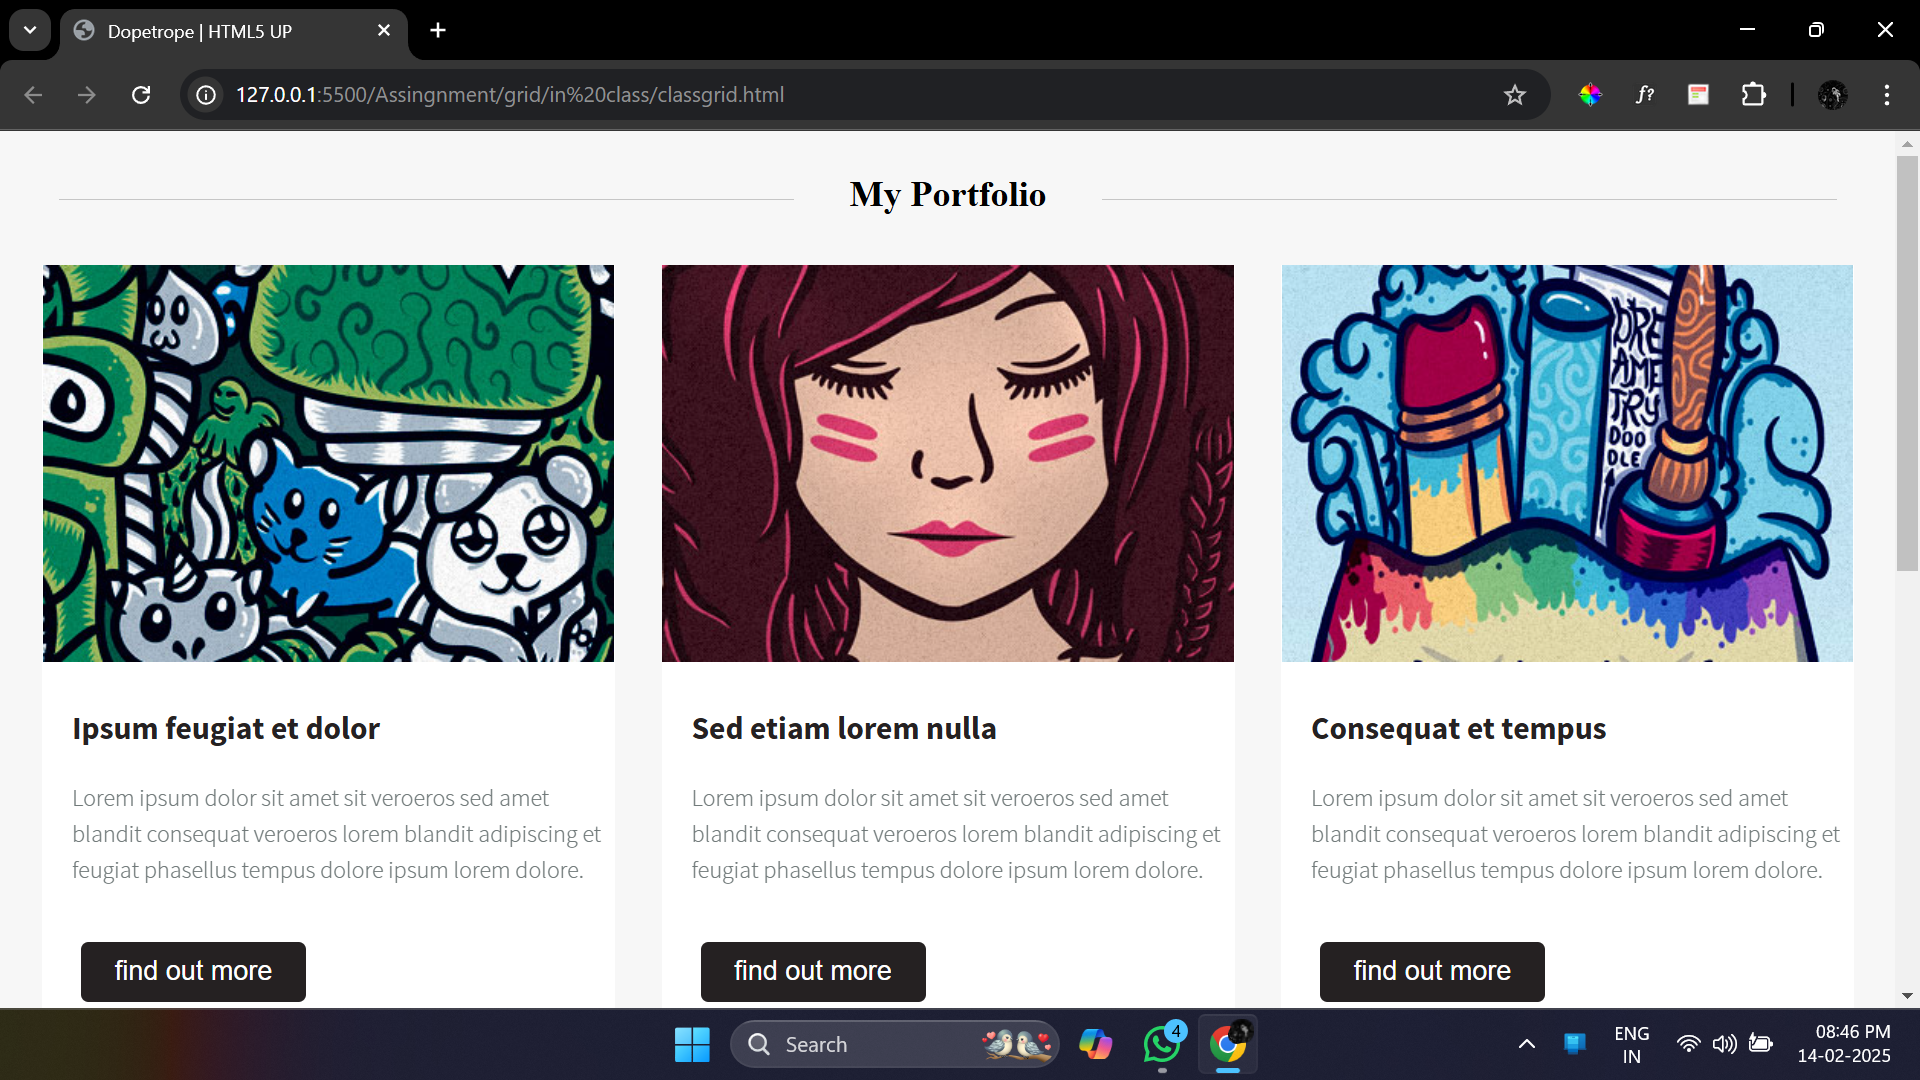 Dopetrope | HTML5 UP
127.0.0.1:5500/Assingnment/grid/in%20class/classgrid.html
f?
My Portfolio
DRE
AME
TRY
DOO
DLE
Ipsum feugiat et dolor
Lorem ipsum dolor sit amet sit veroeros sed amet
blandit consequat veroeros lorem blandit adipiscing et
feugiat phasellus tempus dolore ipsum lorem dolore.
find out more
Sed etiam lorem nulla
Lorem ipsum dolor sit amet sit veroeros sed amet
blandit consequat veroeros lorem blandit adipiscing et
feugiat phasellus tempus dolore ipsum lorem dolore.
find out more
Consequat et tempus
Lorem ipsum dolor sit amet sit veroeros sed amet
blandit consequat veroeros lorem blandit adipiscing et
feugiat phasellus tempus dolore ipsum lorem dolore.
find out more
Search
4
ENG
IN
08:46 PM
14-02-2025